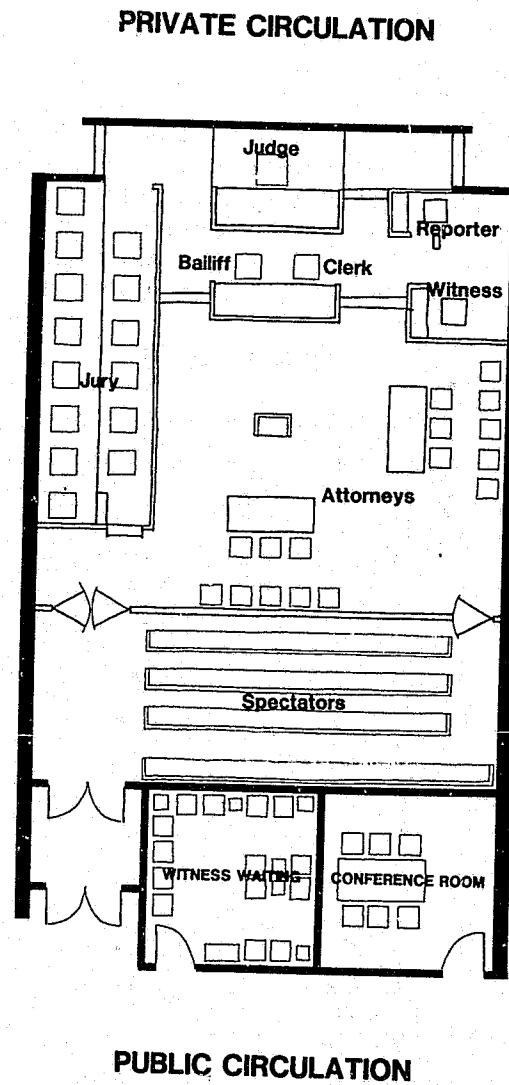 PRIVATE CIRCULATION
Judge
Reporter
Bailiff
Clerk
Witness
Jury
Attorneys
Spectators
WITNESS WAITING
CONFERENCE ROOM
PUBLIC CIRCULATION